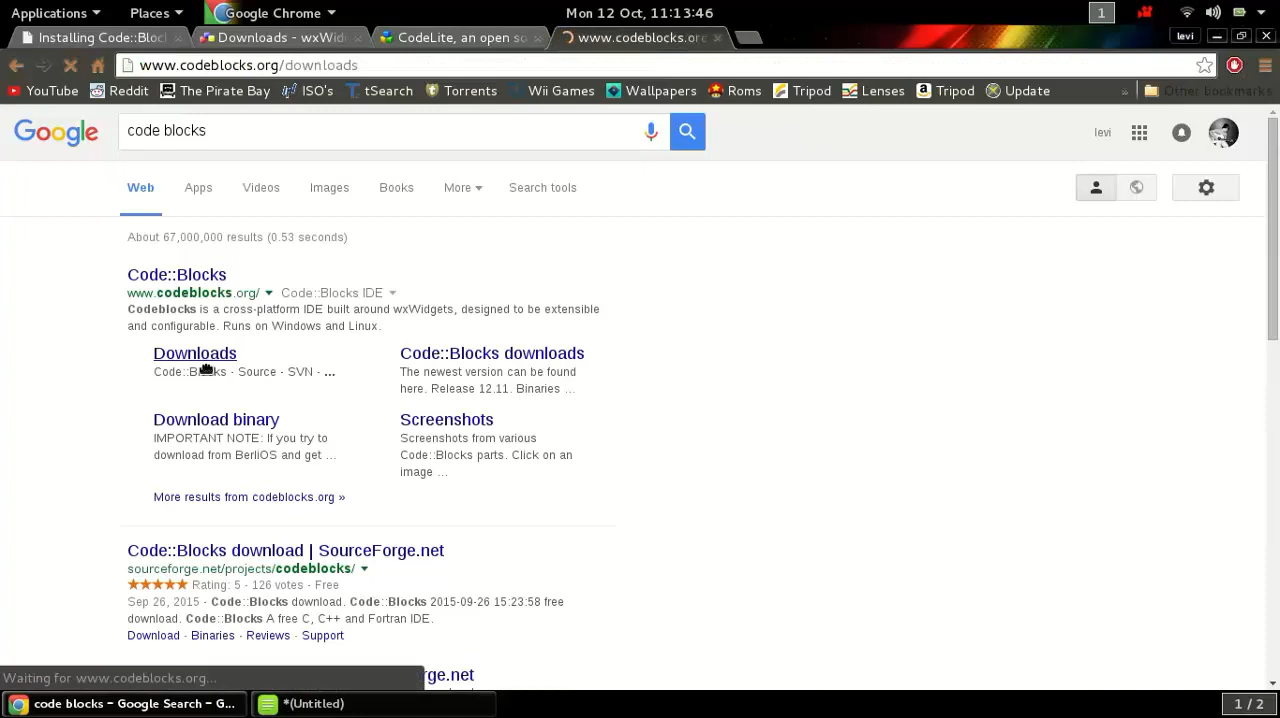 Applications Places Google Chrome Mon 12 Oct, 11:13:46 1
Installing Code::Bloc Downloads - wxWid CodeLite, an open so www.codeblocks.or levi
www.codeblocks.org/downloads
YouTube Reddit The Pirate Bay ISO's tSearch Torrents Wii Games Wallpapers Roms Tripod Lenses Tripod Update » Other bookmarks
Google code blocks levi
Web Apps Videos Images Books More Search tools
About 67,000,000 results (0.53 seconds)
Code::Blocks
www.codeblocks.org/ Code::Blocks IDE
Codeblocks is a cross-platform IDE built around wxWidgets, designed to be extensible
and configurable. Runs on Windows and Linux.
Downloads
Code::Blocks - Source - SVN - ...
Code::Blocks downloads
The newest version can be found
here. Release 12.11. Binaries ...
Download binary
IMPORTANT NOTE: If you try to
download from BerliOS and get ...
Screenshots
Screenshots from various
Code::Blocks parts. Click on an
image ...
More results from codeblocks.org »
Code::Blocks download | SourceForge.net
sourceforge.net/projects/codeblocks/
Rating: 5 - 126 votes - Free
Sep 26, 2015 - Code::Blocks download. Code::Blocks 2015-09-26 15:23:58 free
download. Code::Blocks A free C, C++ and Fortran IDE.
Download - Binaries - Reviews - Support
rge.net
Waiting for www.codeblocks.org...
code blocks - Google Search - G... *(Untitled) 1 / 2